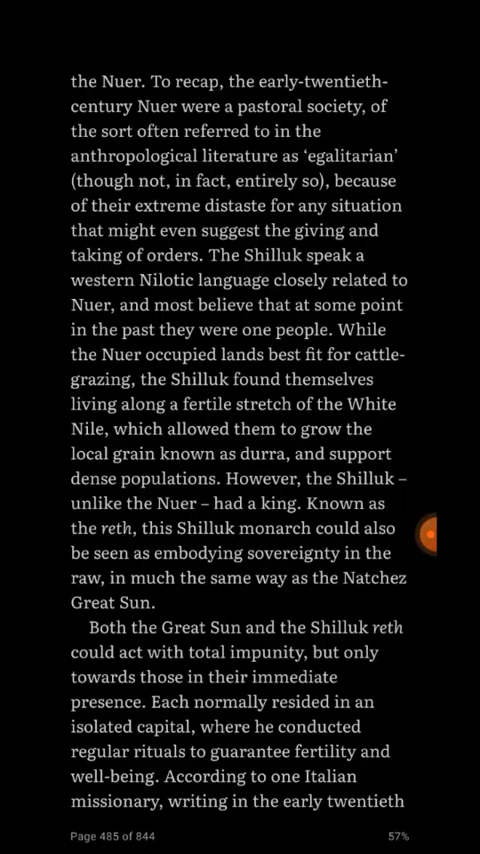 the Nuer. To recap, the early-twentieth-
century Nuer were a pastoral society, of
the sort often referred to in the
anthropological literature as ‘egalitarian’
(though not, in fact, entirely so), because
of their extreme distaste for any situation
that might even suggest the giving and
taking of orders. The Shilluk speak a
western Nilotic language closely related to
Nuer, and most believe that at some point
in the past they were one people. While
the Nuer occupied lands best fit for cattle-
grazing, the Shilluk found themselves
living along a fertile stretch of the White
Nile, which allowed them to grow the
local grain known as durra, and support
dense populations. However, the Shilluk –
unlike the Nuer – had a king. Known as
the reth, this Shilluk monarch could also
be seen as embodying sovereignty in the
raw, in much the same way as the Natchez
Great Sun.
Both the Great Sun and the Shilluk reth
could act with total impunity, but only
towards those in their immediate
presence. Each normally resided in an
isolated capital, where he conducted
regular rituals to guarantee fertility and
well-being. According to one Italian
missionary, writing in the early twentieth
Page 485 of 844
57%